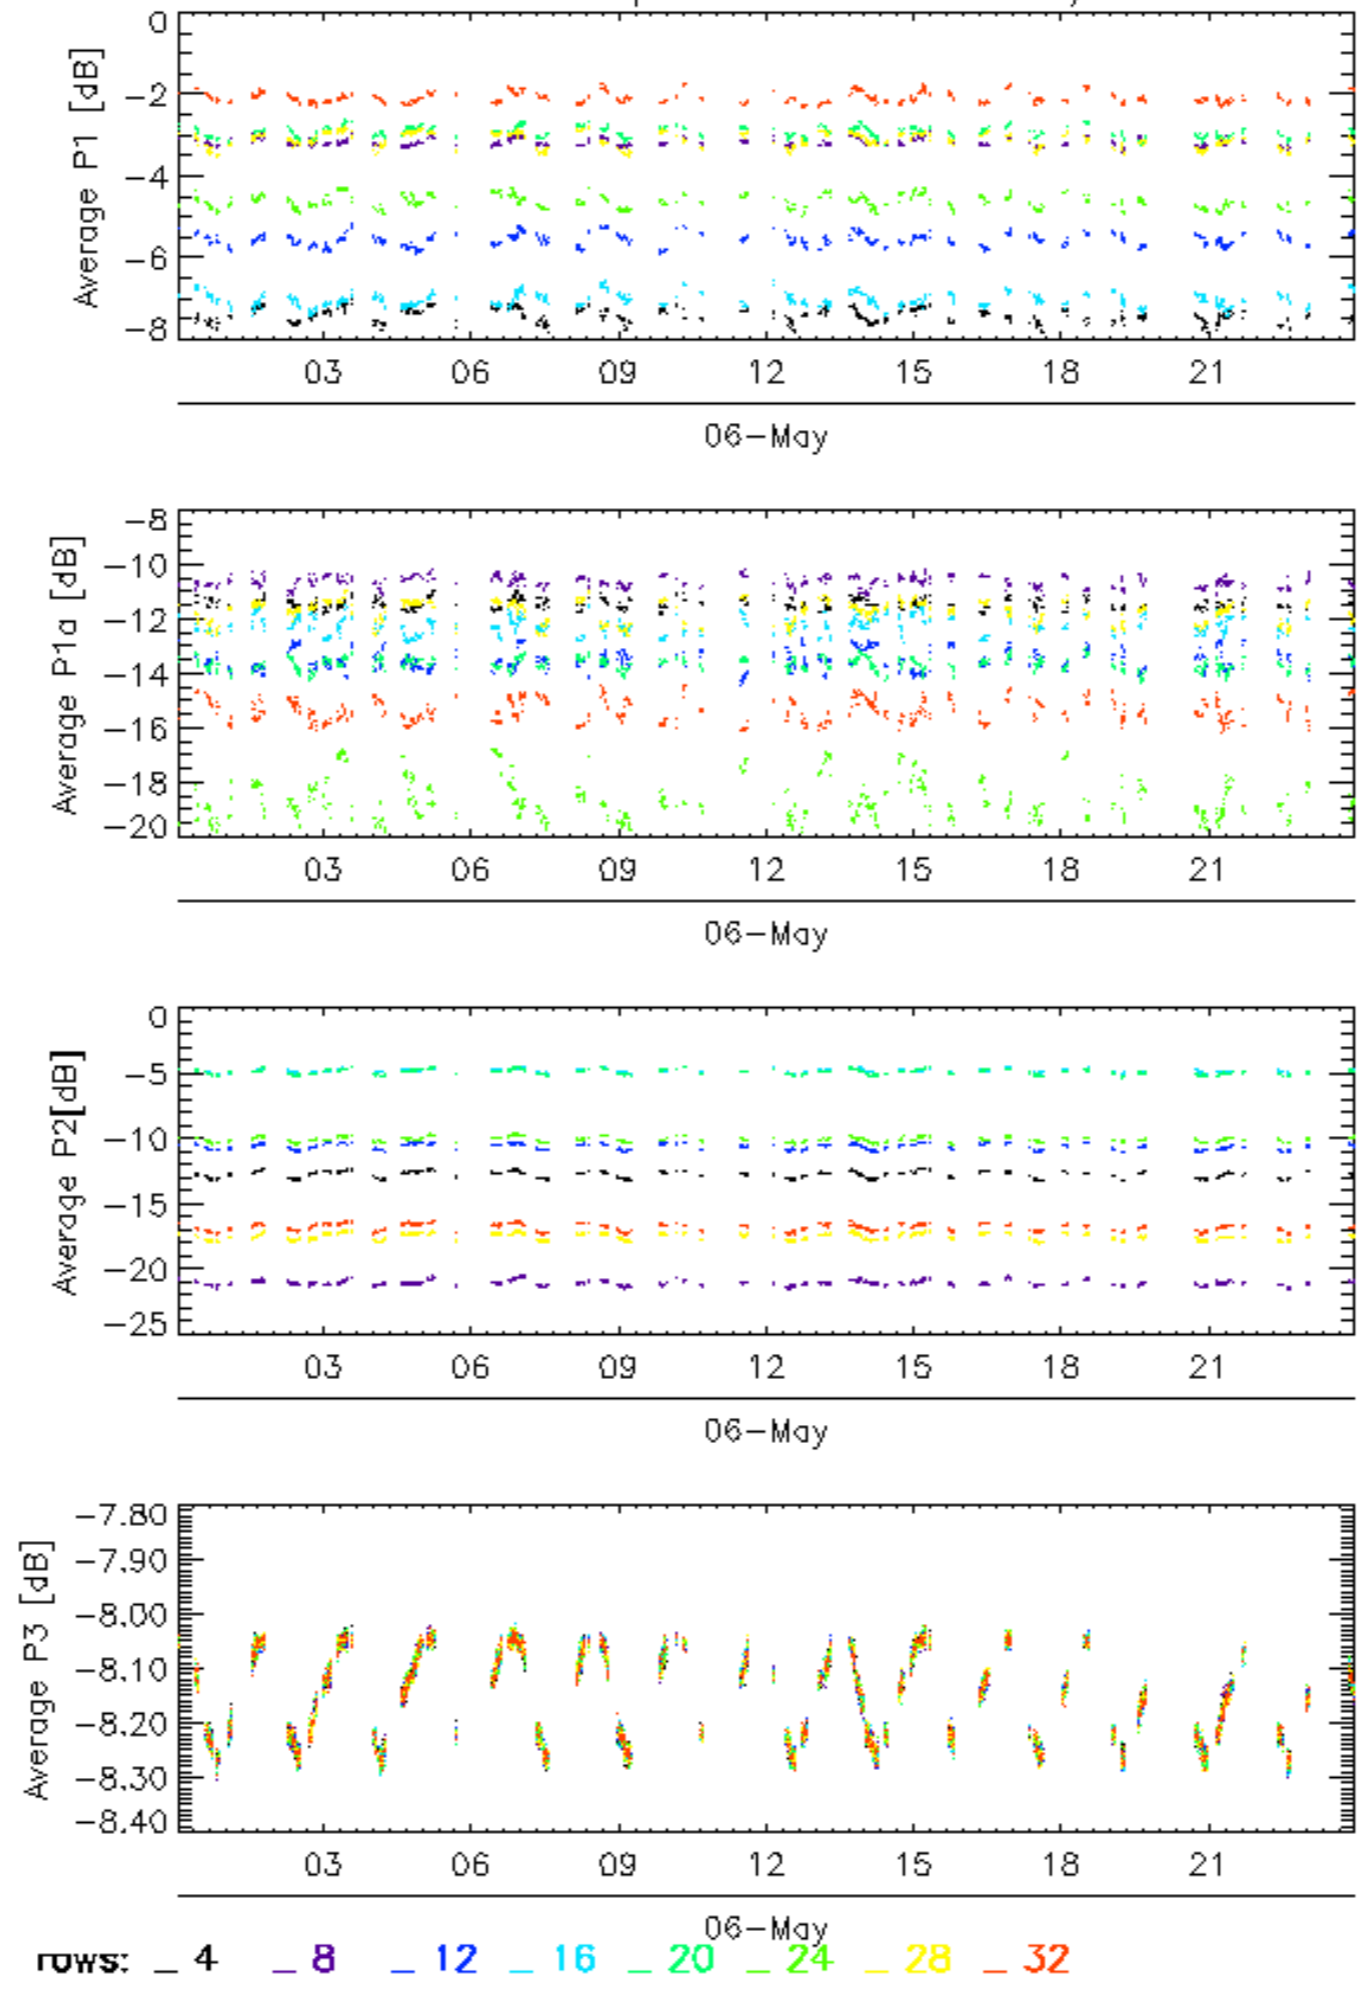 Average P1 [dB]
0
−2
−4
−6
−8
03 06 09 12 15 18 21
06−May
Average P1a [dB]
−8
−10
−12
−14
−16
−18
−20
03 06 09 12 15 18 21
06−May
Average P2[dB]
0
−5
−10
−15
−20
−25
03 06 09 12 15 18 21
06−May
Average P3 [dB]
−7.80
−7.90
−8.00
−8.10
−8.20
−8.30
−8.40
03 06 09 12 15 18 21
06−May
rows: _ 4 _ 8 _ 12 _ 16 _ 20 _ 24 _ 28 _ 32